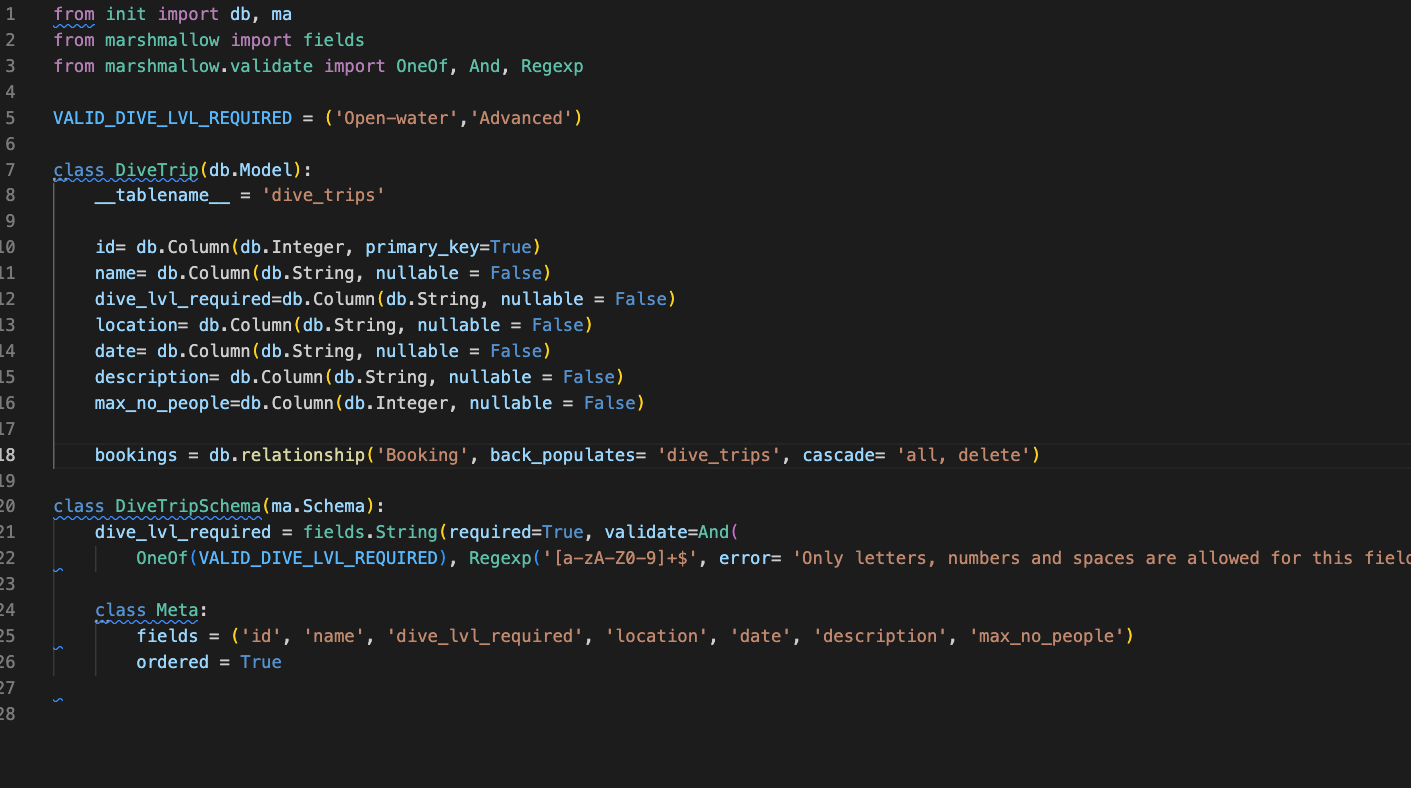 1 from init import db, ma
2 from marshmallow import fields
3 from marshmallow.validate import OneOf, And, Regexp
4
5 VALID_DIVE_LVL_REQUIRED = ('Open-water','Advanced')
6
7 class DiveTrip(db.Model):
8 __tablename__ = 'dive_trips'
9
10 id= db.Column(db.Integer, primary_key=True)
11 name= db.Column(db.String, nullable = False)
12 dive_lvl_required=db.Column(db.String, nullable = False)
13 location= db.Column(db.String, nullable = False)
14 date= db.Column(db.String, nullable = False)
15 description= db.Column(db.String, nullable = False)
16 max_no_people=db.Column(db.Integer, nullable = False)
17
18 bookings = db.relationship('Booking', back_populates= 'dive_trips', cascade= 'all, delete')
19
20 class DiveTripSchema(ma.Schema):
21 dive_lvl_required = fields.String(required=True, validate=And(
22 OneOf(VALID_DIVE_LVL_REQUIRED), Regexp('[a-zA-Z0-9]+$', error= 'Only letters, numbers and spaces are allowed for this field
23
24 class Meta:
25 fields = ('id', 'name', 'dive_lvl_required', 'location', 'date', 'description', 'max_no_people')
26 ordered = True
27
28